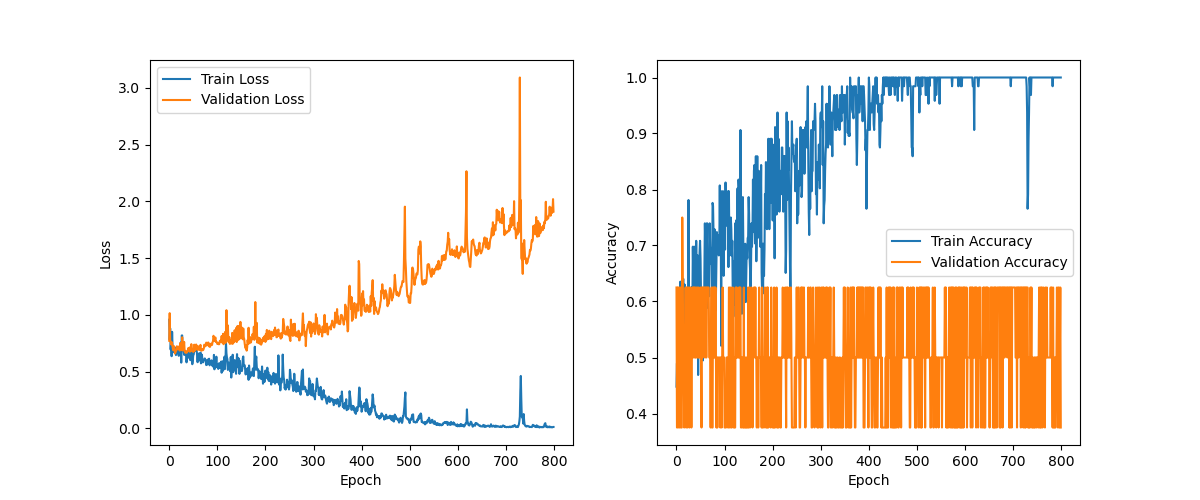 Train Loss
Validation Loss
3.0
2.5
2.0
1.5
1.0
0.5
0.0
Loss
0 100 200 300 400 500 600 700 800
Epoch
1.0
0.9
0.8
0.7
0.6
0.5
0.4
Accuracy
Train Accuracy
Validation Accuracy
0 100 200 300 400 500 600 700 800
Epoch